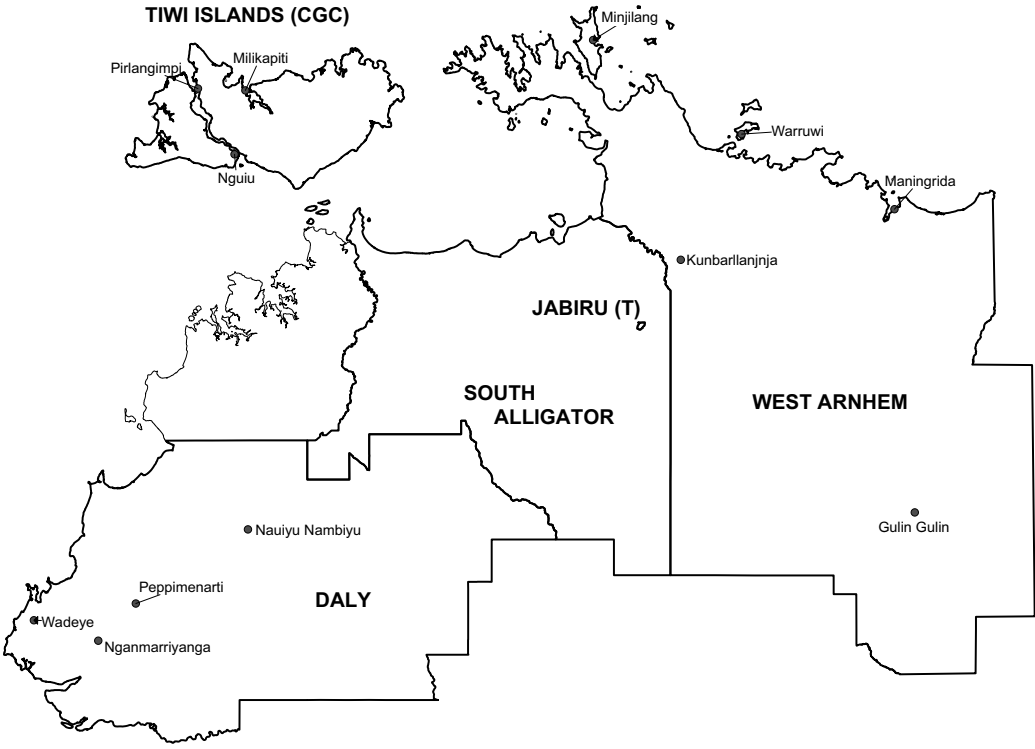 TIWI ISLANDS (CGC)
Minjilang
Pirlangimpi
Milikapiti
Warruwi
Nguiu
Maningrida
Kunbarllanjnja
JABIRU (T)
SOUTH
ALLIGATOR
WEST ARNHEM
Nauiyu Nambiyu
Gulin Gulin
Peppimenarti
DALY
Wadeye
Nganmarriyanga